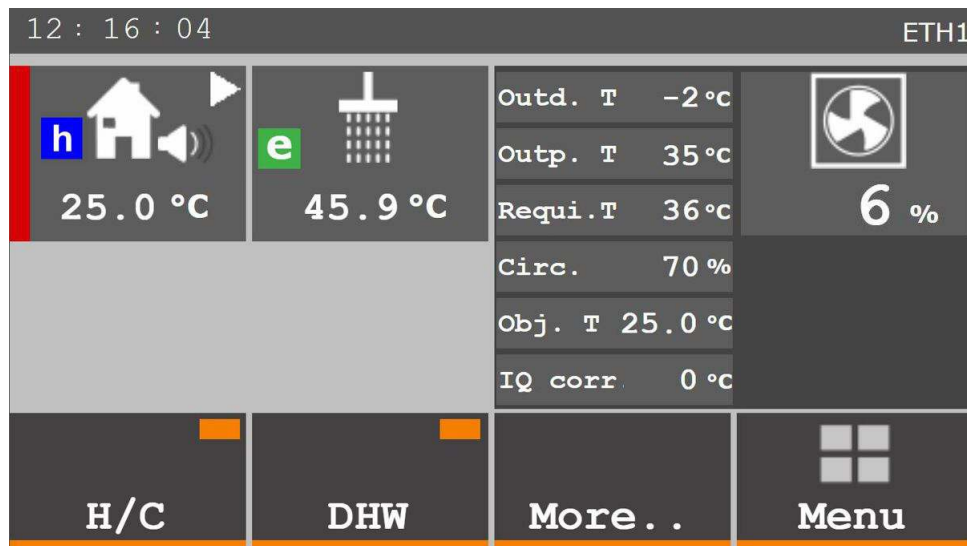 12: 16:04
ETH1
h
25.0 °C
e
45.9 °C
Outd. T -2 °C
Outp. T 35 °C
Requi.T 36 °C
Circ. 70 %
Obj. T 25.0 °C
IQ corr. 0 °C
6 %
H/C
DHW
More..
Menu